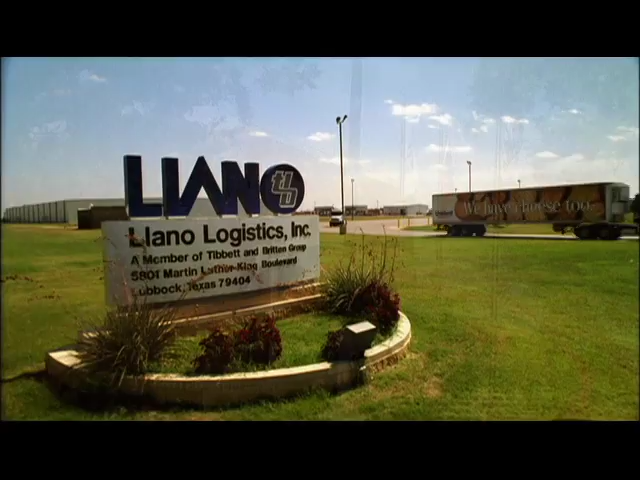 LLANO
Llano Logistics, Inc.
A Member of Tibbett and Britten Group
5801 Martin Luther King Boulevard
Lubbock, Texas 79404
We have cheese too.